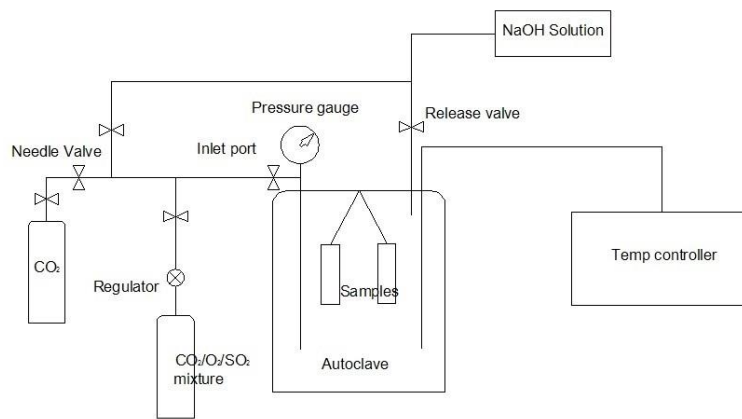 NaOH Solution
Pressure gauge
Release valve
Needle Valve
Inlet port
CO₂
Temp controller
Regulator
Samples
CO₂/O₂/SO₂
mixture
Autoclave